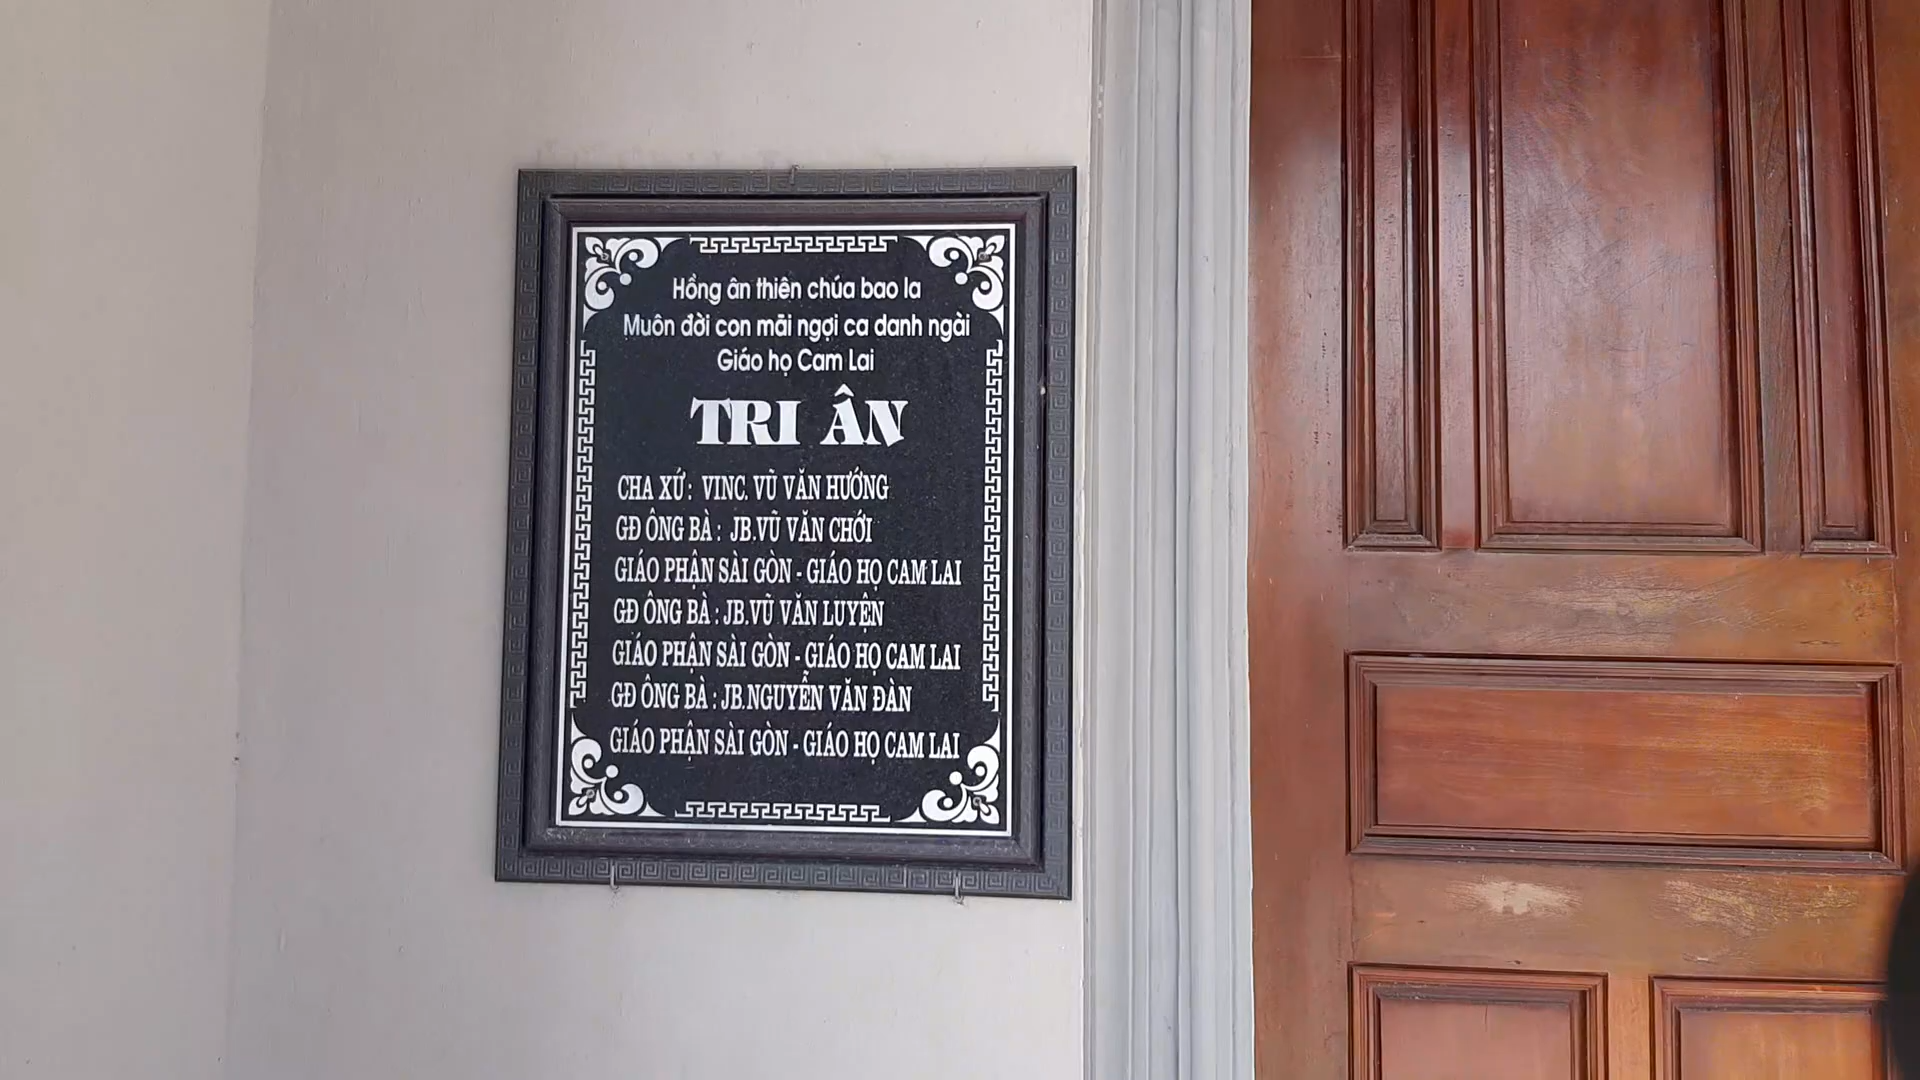 Hồng ân thiên chúa bao la
Muôn đời con mãi ngợi ca danh ngài
Giáo họ Cam Lai
TRI ÂN
CHA XỨ : VINC. VŨ VĂN HƯỚNG
GĐ ÔNG BÀ : JB.VŨ VĂN CHỚI
GIÁO PHẬN SÀI GÒN - GIÁO HỌ CAM LAI
GĐ ÔNG BÀ : JB.VŨ VĂN LUYỆN
GIÁO PHẬN SÀI GÒN - GIÁO HỌ CAM LAI
GĐ ÔNG BÀ : JB.NGUYỄN VĂN ĐÀN
GIÁO PHẬN SÀI GÒN - GIÁO HỌ CAM LAI